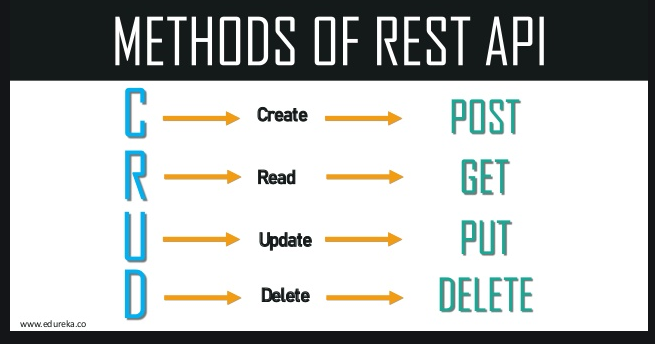 METHODS OF REST API
C Create POST
R Read GET
U Update PUT
D Delete DELETE
www.edureka.co